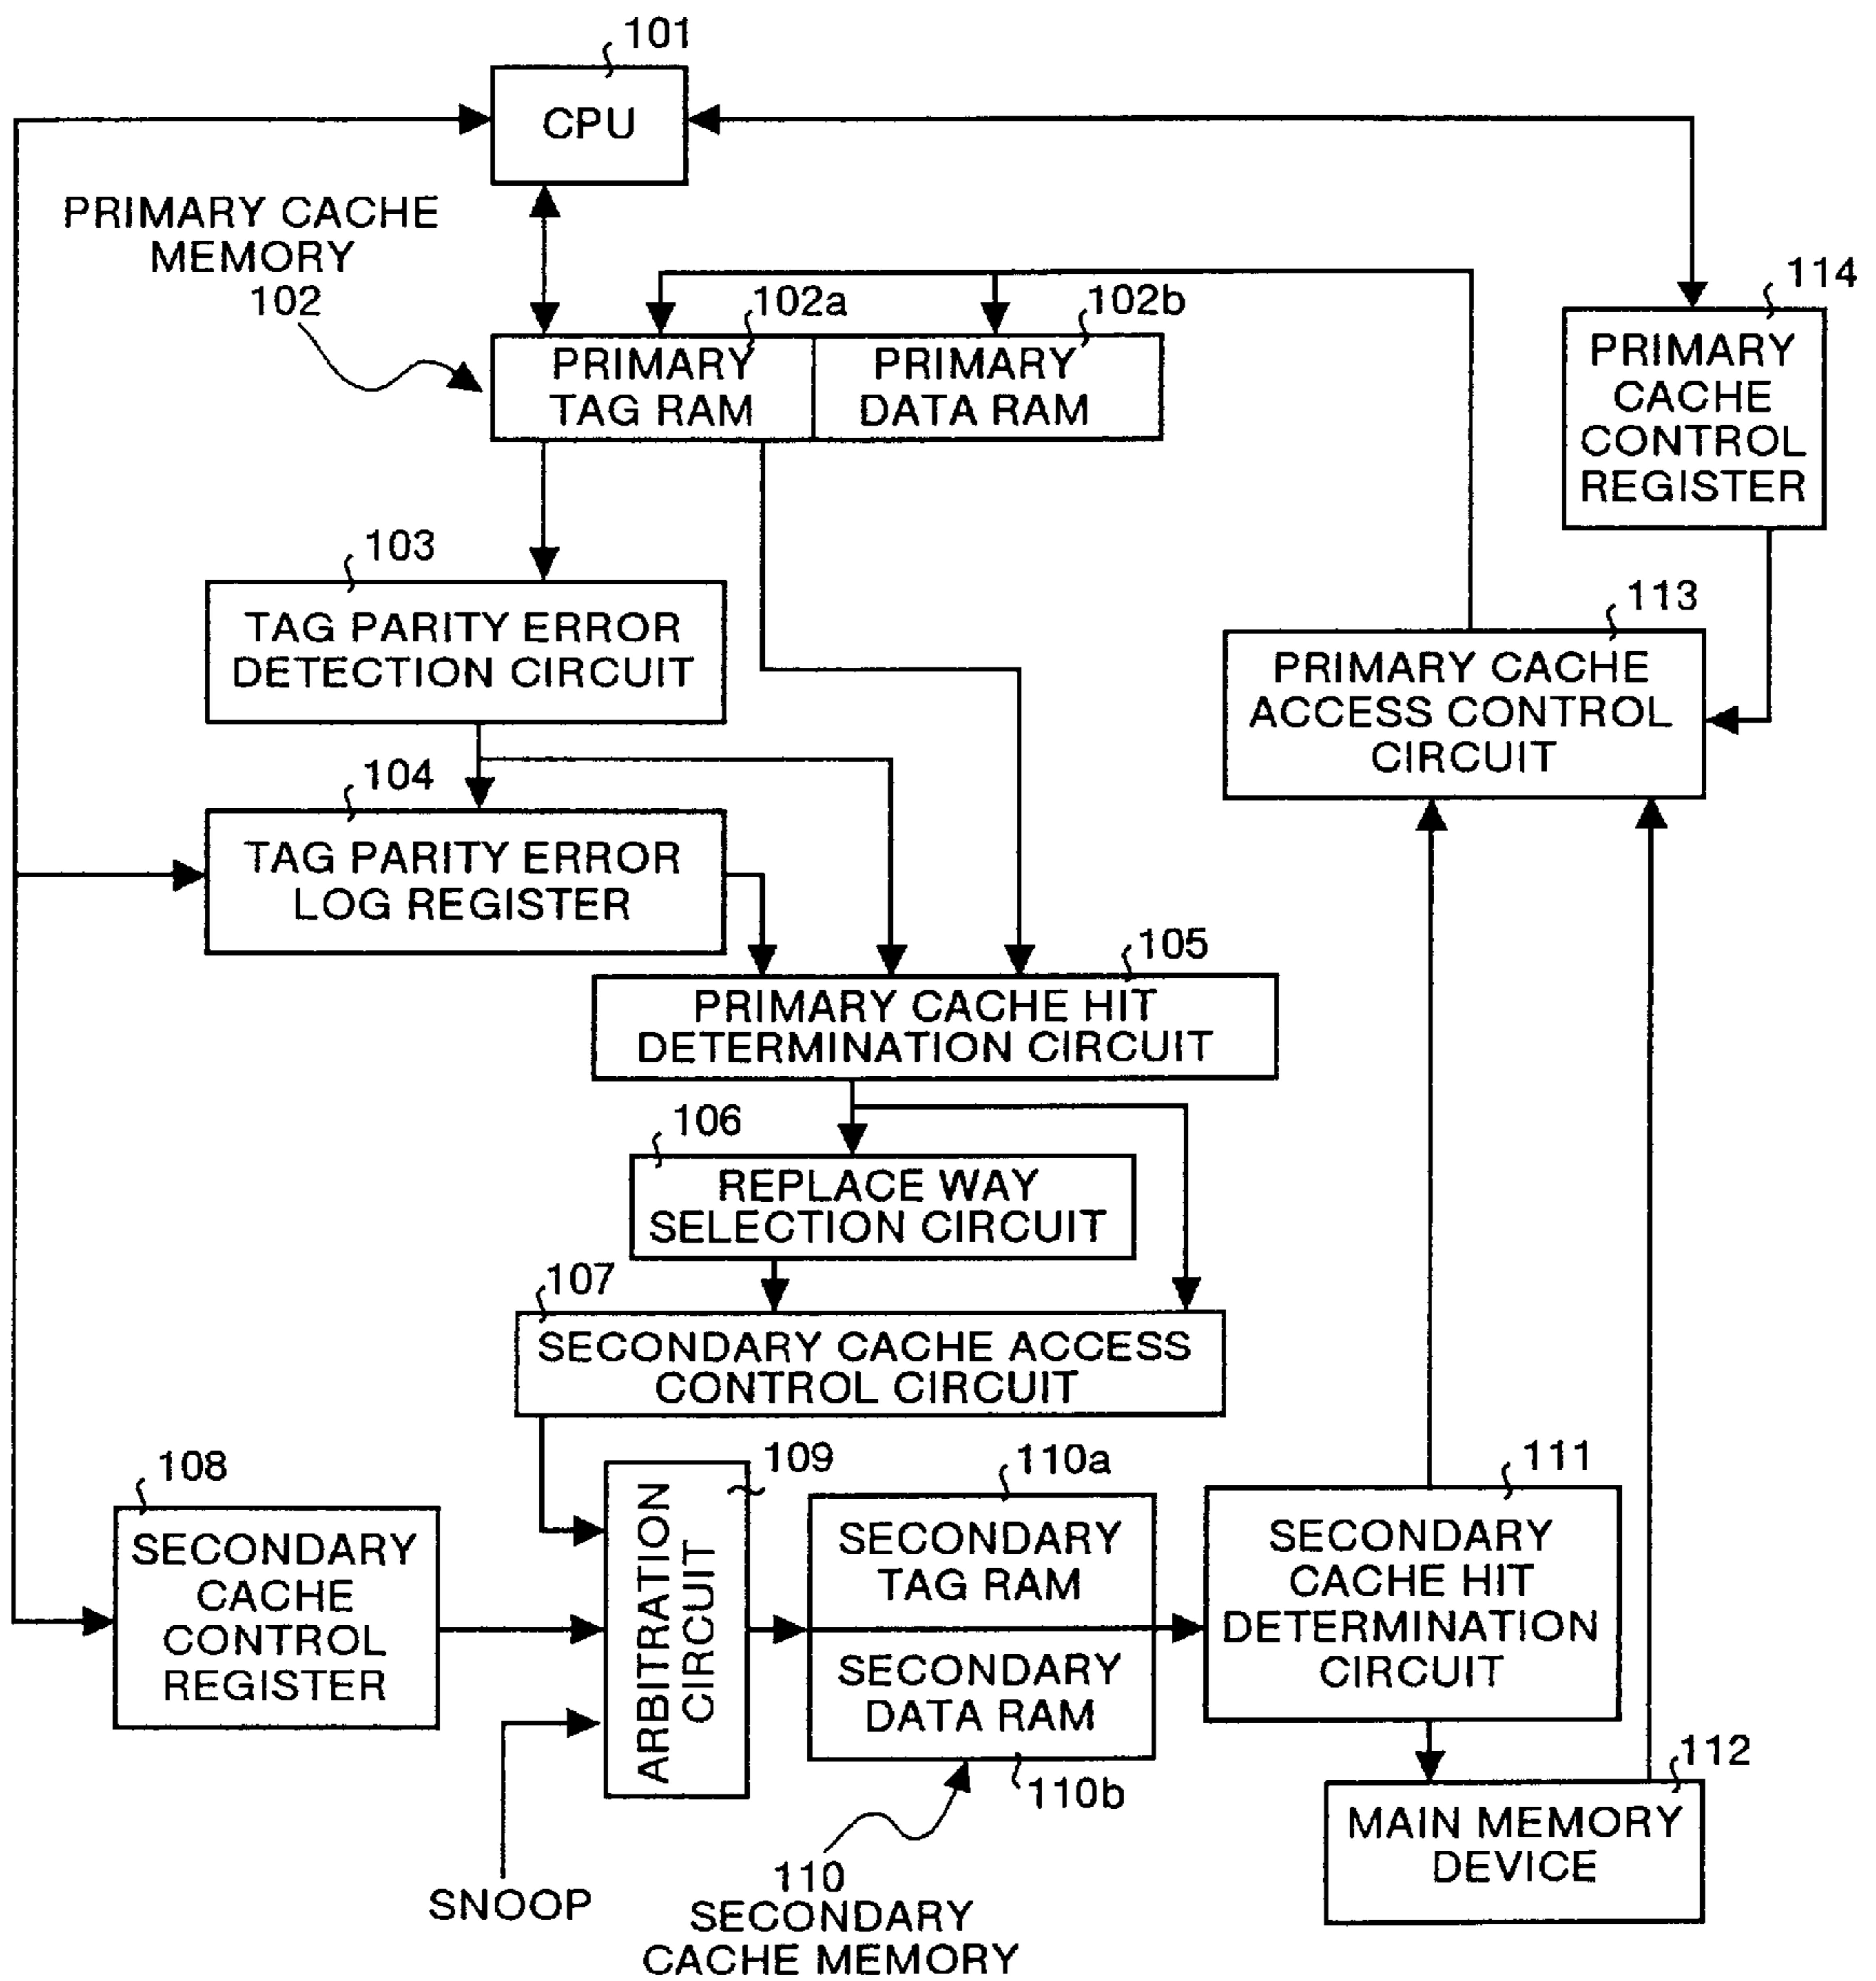 101
CPU
PRIMARY CACHE
MEMORY
102
102a
102b
114
PRIMARY
TAG RAM
PRIMARY
DATA RAM
PRIMARY
CACHE
CONTROL
REGISTER
103
TAG PARITY ERROR
DETECTION CIRCUIT
113
PRIMARY CACHE
ACCESS CONTROL
CIRCUIT
104
TAG PARITY ERROR
LOG REGISTER
105
PRIMARY CACHE HIT
DETERMINATION CIRCUIT
106
REPLACE WAY
SELECTION CIRCUIT
107
SECONDARY CACHE ACCESS
CONTROL CIRCUIT
108
SECONDARY
CACHE
CONTROL
REGISTER
109
ARBITRATION
CIRCUIT
110a
SECONDARY
TAG RAM
SECONDARY
DATA RAM
110b
111
SECONDARY
CACHE HIT
DETERMINATION
CIRCUIT
112
MAIN MEMORY
DEVICE
SNOOP
110
SECONDARY
CACHE MEMORY